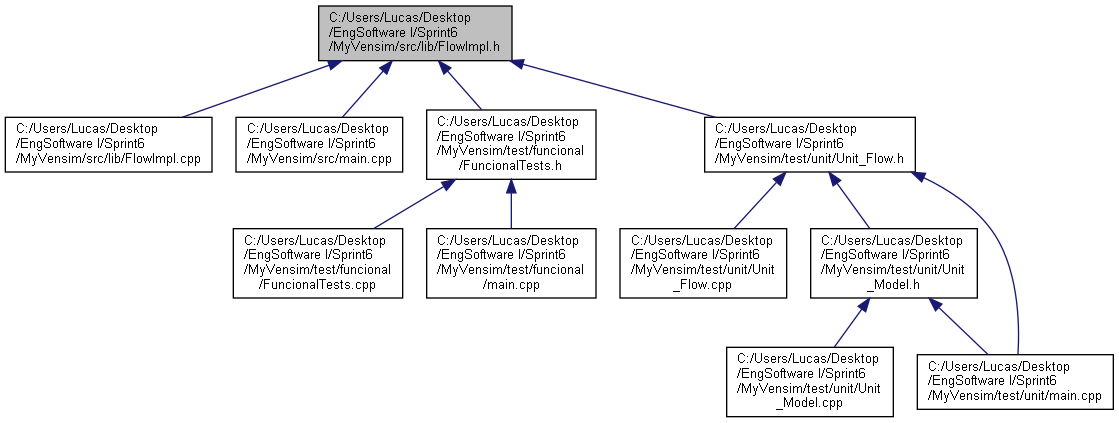 C:/Users/Lucas/Desktop
/EngSoftware I/Sprint6
/MyVensim/src/lib/FlowImpl.h
C:/Users/Lucas/Desktop
/EngSoftware I/Sprint6
/MyVensim/src/lib/FlowImpl.cpp
C:/Users/Lucas/Desktop
/EngSoftware I/Sprint6
/MyVensim/src/main.cpp
C:/Users/Lucas/Desktop
/EngSoftware I/Sprint6
/MyVensim/test/funcional
/FuncionalTests.h
C:/Users/Lucas/Desktop
/EngSoftware I/Sprint6
/MyVensim/test/unit/Unit_Flow.h
C:/Users/Lucas/Desktop
/EngSoftware I/Sprint6
/MyVensim/test/funcional
/FuncionalTests.cpp
C:/Users/Lucas/Desktop
/EngSoftware I/Sprint6
/MyVensim/test/funcional
/main.cpp
C:/Users/Lucas/Desktop
/EngSoftware I/Sprint6
/MyVensim/test/unit/Unit
_Flow.cpp
C:/Users/Lucas/Desktop
/EngSoftware I/Sprint6
/MyVensim/test/unit/Unit
_Model.h
C:/Users/Lucas/Desktop
/EngSoftware I/Sprint6
/MyVensim/test/unit/Unit
_Model.cpp
C:/Users/Lucas/Desktop
/EngSoftware I/Sprint6
/MyVensim/test/unit/main.cpp